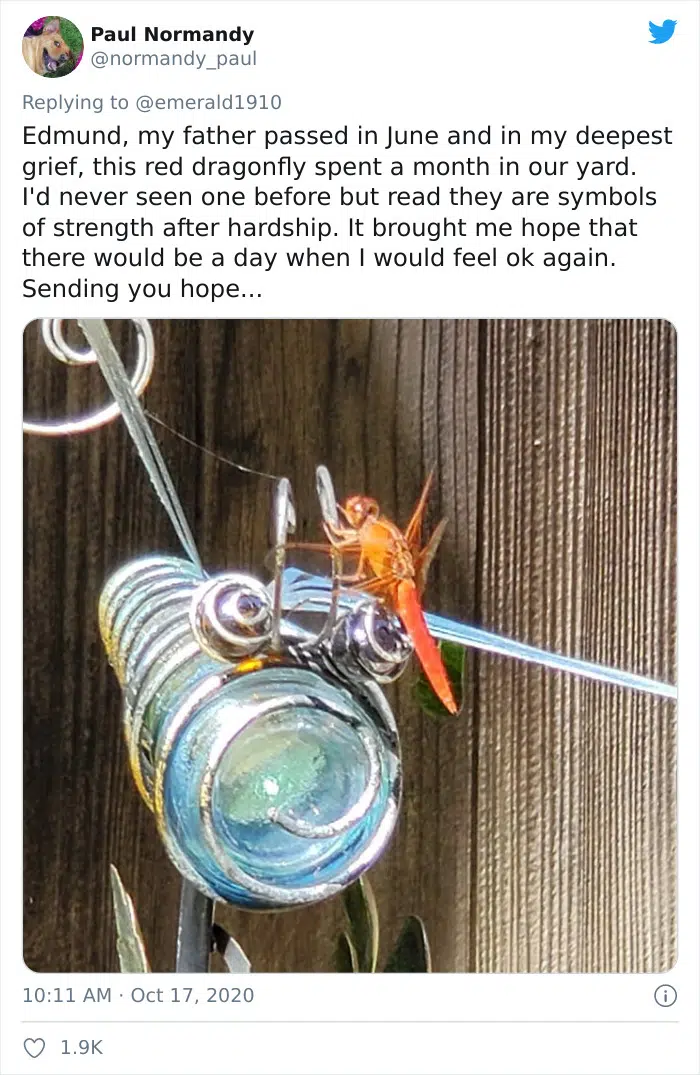 Paul Normandy
@normandy_paul
Replying to @emerald1910
Edmund, my father passed in June and in my deepest
grief, this red dragonfly spent a month in our yard.
I'd never seen one before but read they are symbols
of strength after hardship. It brought me hope that
there would be a day when I would feel ok again.
Sending you hope...
10:11 AM · Oct 17, 2020
1.9K